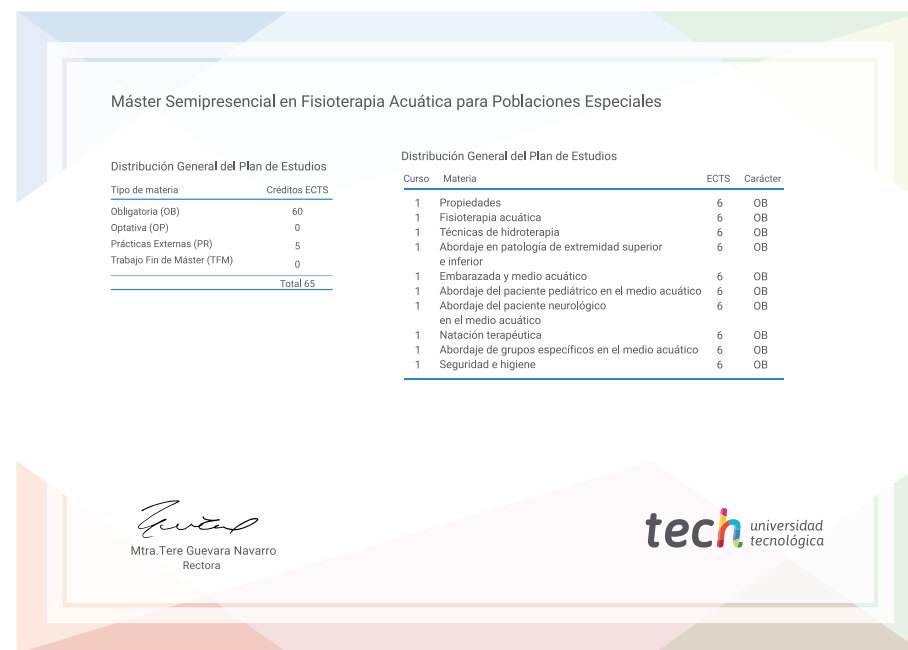 Máster Semipresencial en Fisioterapia Acuática para Poblaciones Especiales
Distribución General del Plan de Estudios
Tipo de materia Créditos ECTS
Obligatoria (OB) 60
Optativa (OP) 0
Prácticas Externas (PR) 5
Trabajo Fin de Máster (TFM) 0
Total 65
Distribución General del Plan de Estudios
Curso Materia ECTS Carácter
1 Propiedades 6 OB
1 Fisioterapia acuática 6 OB
1 Técnicas de hidroterapia 6 OB
1 Abordaje en patología de extremidad superior 6 OB
e inferior
1 Embarazada y medio acuático 6 OB
1 Abordaje del paciente pediátrico en el medio acuático 6 OB
1 Abordaje del paciente neurológico 6 OB
en el medio acuático
1 Natación terapéutica 6 OB
1 Abordaje de grupos específicos en el medio acuático 6 OB
1 Seguridad e higiene 6 OB
Mtra.Tere Guevara Navarro
Rectora
tech universidad
tecnológica